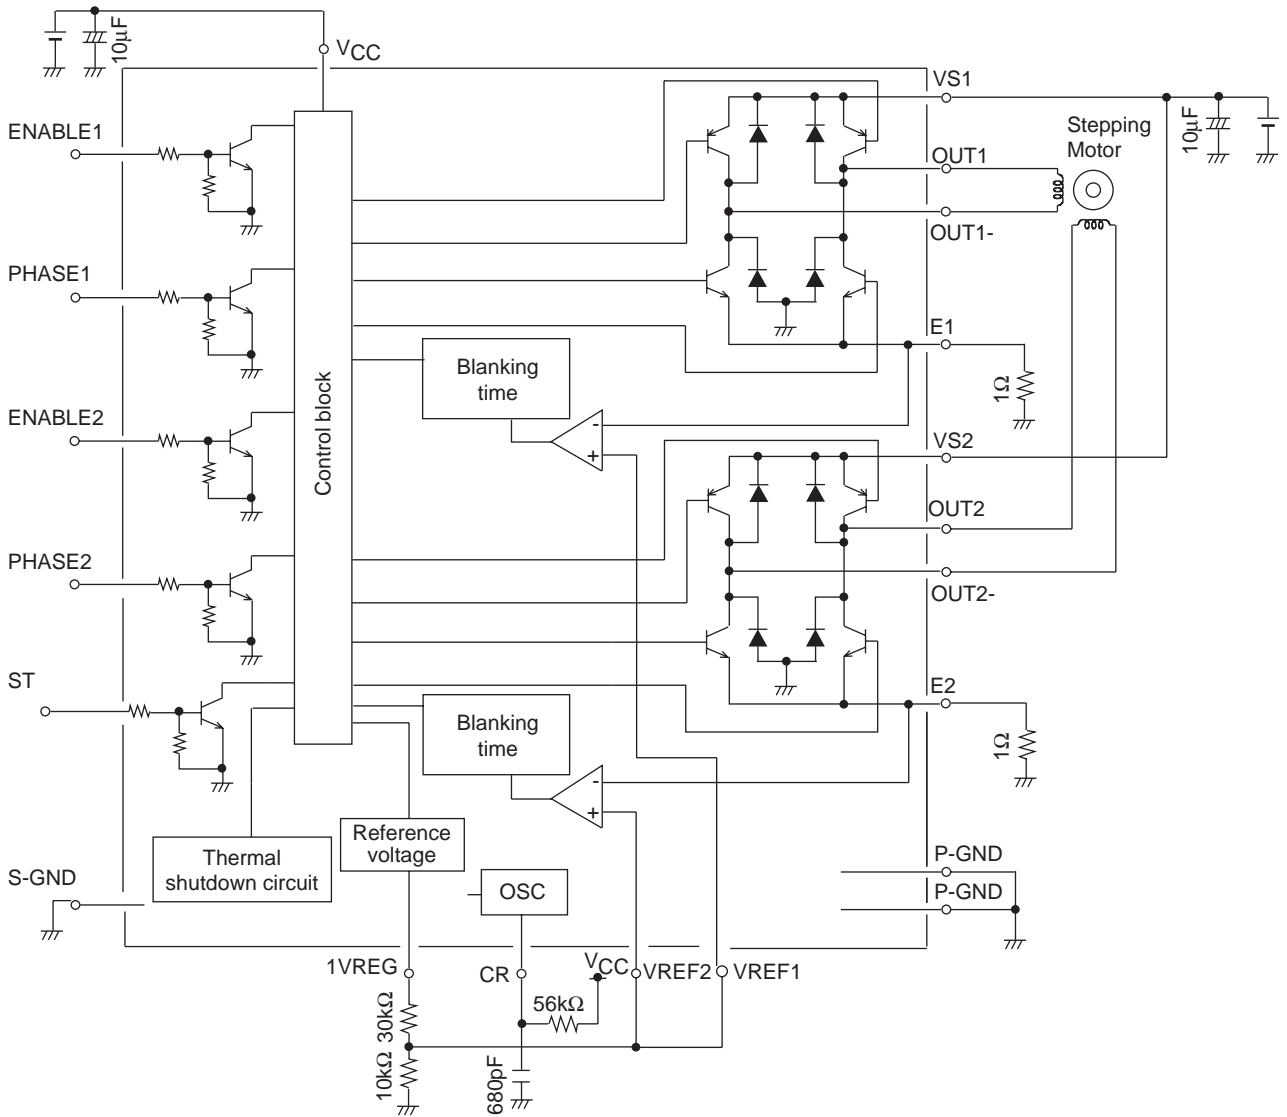 10µF
VCC
VS1
ENABLE1
Stepping
Motor
10µF
OUT1
OUT1-
PHASE1
E1
Blanking
time
1Ω
ENABLE2
-
+
VS2
Control block
OUT2
PHASE2
OUT2-
ST
E2
Blanking
time
1Ω
-
+
Reference
voltage
Thermal
shutdown circuit
P-GND
S-GND
OSC
P-GND
1VREG
CR
VCC
VREF2
VREF1
56kΩ
30kΩ
10kΩ
680pF